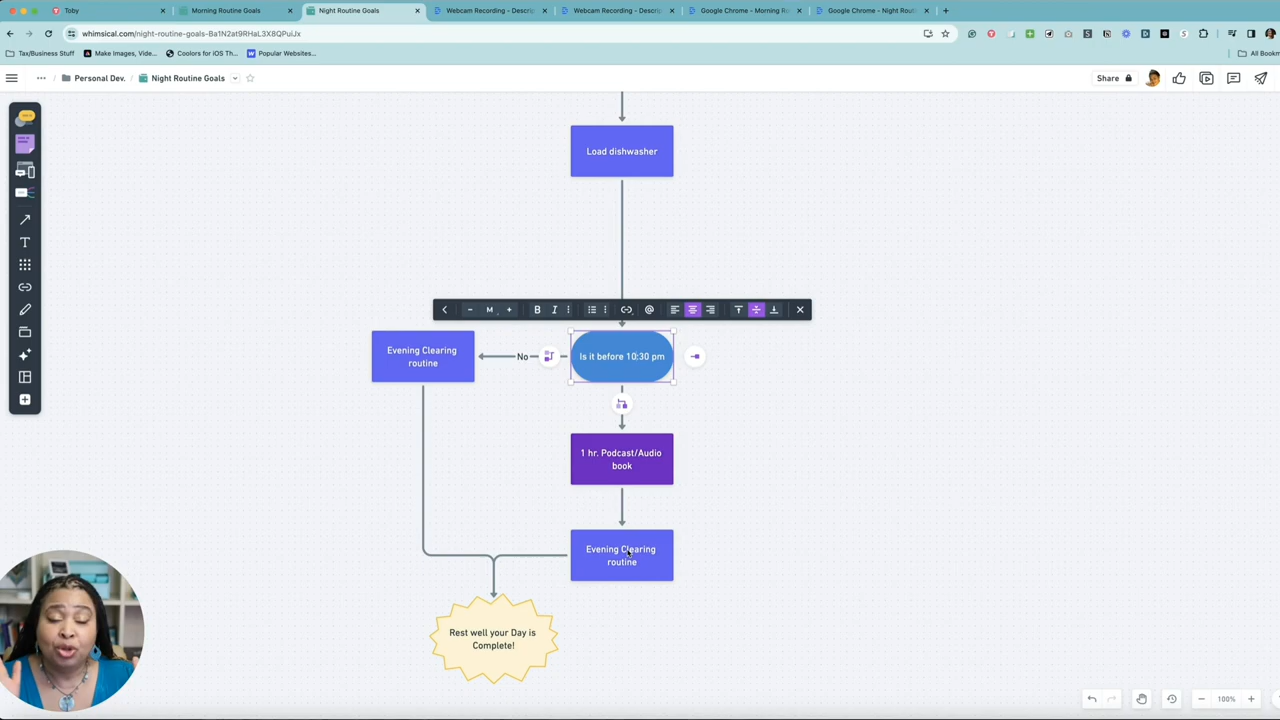 Toby
Morning Routine Goals
Night Routine Goals
Webcam Recording - Descri
Webcam Recording - Descrip
Google Chrome - Morning R
Google Chrome - Night Rout
whimsical.com/night-routine-goals-Ba1N2at9RHaL3X8QPuiJx
Tax/Business Stuff
Make Images, Vide...
Coolors for iOS Th...
Popular Websites...
All Bookm
Personal Dev.
/
Night Routine Goals
Share
Load dishwasher
M
B
I
Evening Clearing
routine
No
Is it before 10:30 pm
1 hr. Podcast/Audio
book
Evening Clearing
routine
Rest well your Day is
Complete!
100%